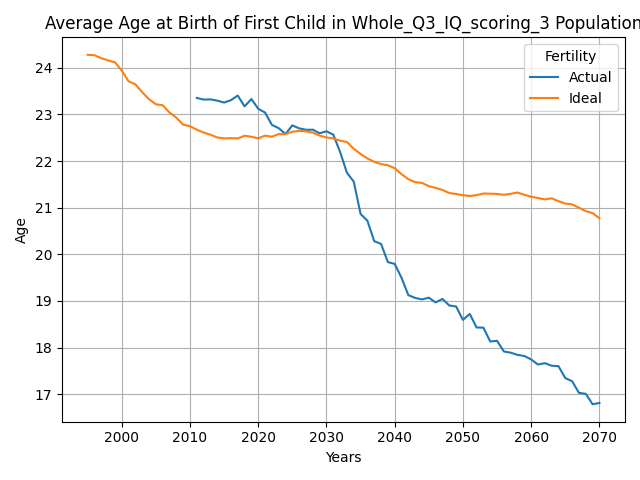 Average Age at Birth of First Child in Whole_Q3_IQ_scoring_3 Population
Fertility
Actual
Ideal
Age
24
23
22
21
20
19
18
17
2000 2010 2020 2030 2040 2050 2060 2070
Years